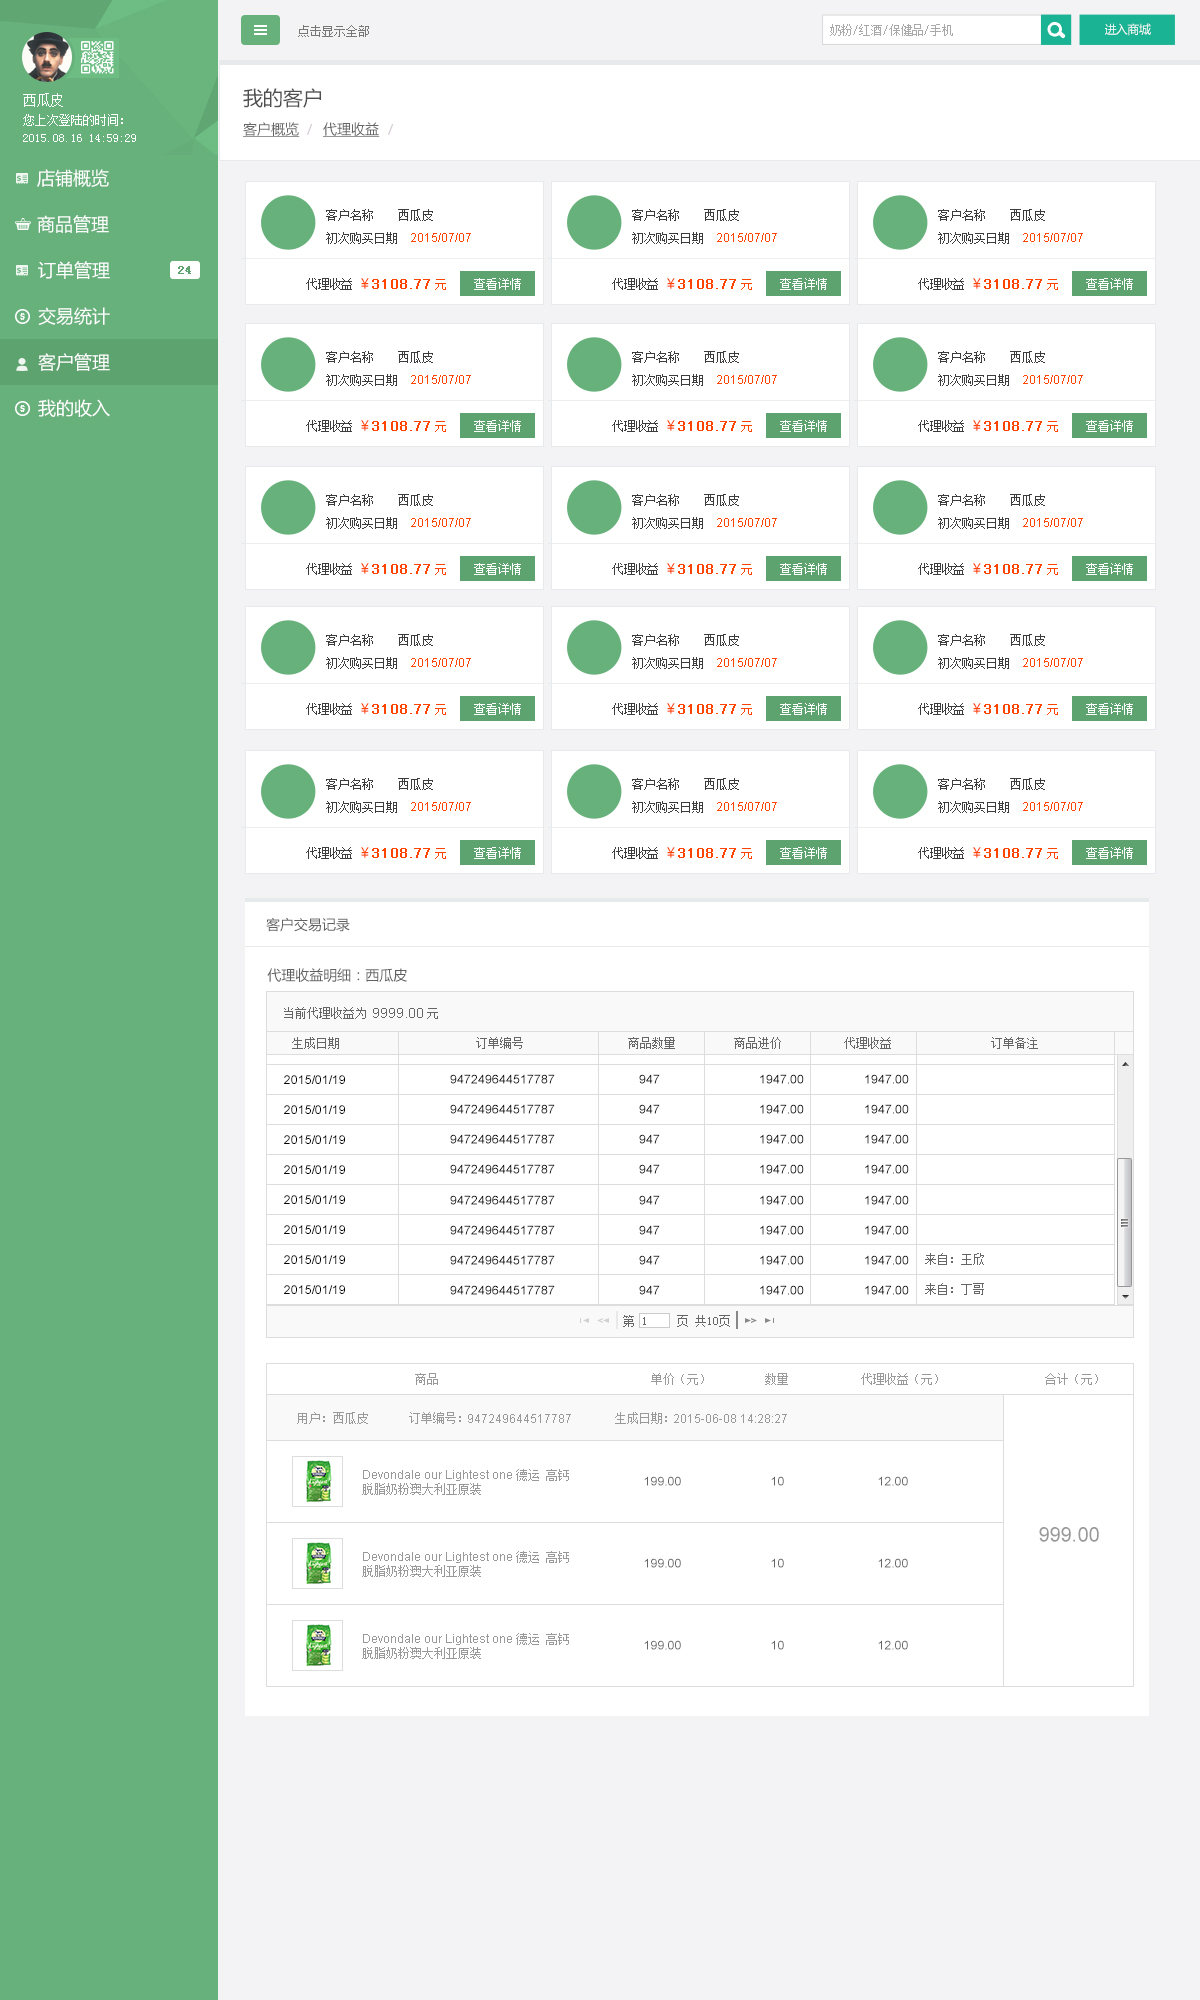 点击显示全部
奶粉/红酒/保健品/手机
进入商城
西瓜皮
您上次登陆的时间：
2015.08.16 14:59:29
店铺概览
商品管理
订单管理 24
交易统计
客户管理
我的收入
我的客户
客户概览 / 代理收益 /
客户名称 西瓜皮
初次购买日期 2015/07/07
代理收益 ¥3108.77 元 查看详情
客户名称 西瓜皮
初次购买日期 2015/07/07
代理收益 ¥3108.77 元 查看详情
客户名称 西瓜皮
初次购买日期 2015/07/07
代理收益 ¥3108.77 元 查看详情
客户名称 西瓜皮
初次购买日期 2015/07/07
代理收益 ¥3108.77 元 查看详情
客户名称 西瓜皮
初次购买日期 2015/07/07
代理收益 ¥3108.77 元 查看详情
客户名称 西瓜皮
初次购买日期 2015/07/07
代理收益 ¥3108.77 元 查看详情
客户名称 西瓜皮
初次购买日期 2015/07/07
代理收益 ¥3108.77 元 查看详情
客户名称 西瓜皮
初次购买日期 2015/07/07
代理收益 ¥3108.77 元 查看详情
客户名称 西瓜皮
初次购买日期 2015/07/07
代理收益 ¥3108.77 元 查看详情
客户名称 西瓜皮
初次购买日期 2015/07/07
代理收益 ¥3108.77 元 查看详情
客户名称 西瓜皮
初次购买日期 2015/07/07
代理收益 ¥3108.77 元 查看详情
客户名称 西瓜皮
初次购买日期 2015/07/07
代理收益 ¥3108.77 元 查看详情
客户名称 西瓜皮
初次购买日期 2015/07/07
代理收益 ¥3108.77 元 查看详情
客户名称 西瓜皮
初次购买日期 2015/07/07
代理收益 ¥3108.77 元 查看详情
客户名称 西瓜皮
初次购买日期 2015/07/07
代理收益 ¥3108.77 元 查看详情
客户交易记录
代理收益明细：西瓜皮
当前代理收益为 9999.00 元
生成日期 订单编号 商品数量 商品进价 代理收益 订单备注
2015/01/19 947249644517787 947 1947.00 1947.00
2015/01/19 947249644517787 947 1947.00 1947.00
2015/01/19 947249644517787 947 1947.00 1947.00
2015/01/19 947249644517787 947 1947.00 1947.00
2015/01/19 947249644517787 947 1947.00 1947.00
2015/01/19 947249644517787 947 1947.00 1947.00
2015/01/19 947249644517787 947 1947.00 1947.00 来自：王欣
2015/01/19 947249644517787 947 1947.00 1947.00 来自：丁哥
第 1 页 共10页
商品 单价（元） 数量 代理收益（元） 合计（元）
用户：西瓜皮 订单编号：947249644517787 生成日期：2015-06-08 14:28:27
Devondale our Lightest one 德运 高钙
脱脂奶粉澳大利亚原装
199.00 10 12.00
Devondale our Lightest one 德运 高钙
脱脂奶粉澳大利亚原装
199.00 10 12.00
999.00
Devondale our Lightest one 德运 高钙
脱脂奶粉澳大利亚原装
199.00 10 12.00